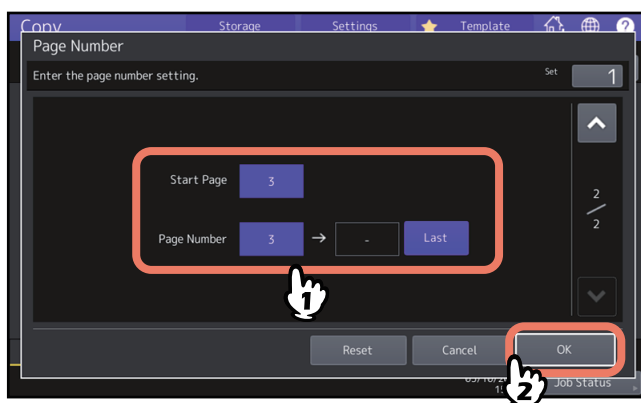 Copy Storage Settings Template ?
Page Number
Enter the page number setting. Set 1
Start Page 3
2
2
Page Number 3 → - Last
1
Reset Cancel OK
2
Job Status